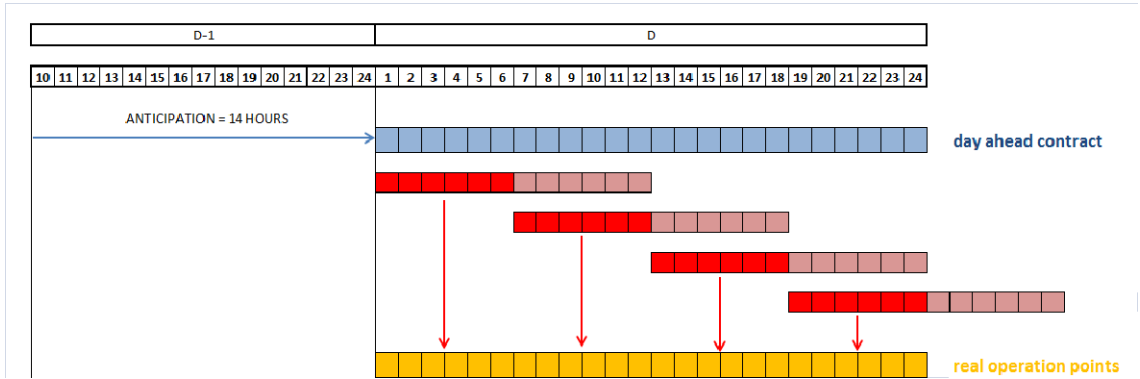 D-1 D
10 11 12 13 14 15 16 17 18 19 20 21 22 23 24 1 2 3 4 5 6 7 8 9 10 11 12 13 14 15 16 17 18 19 20 21 22 23 24
ANTICIPATION = 14 HOURS
day ahead contract
real operation points